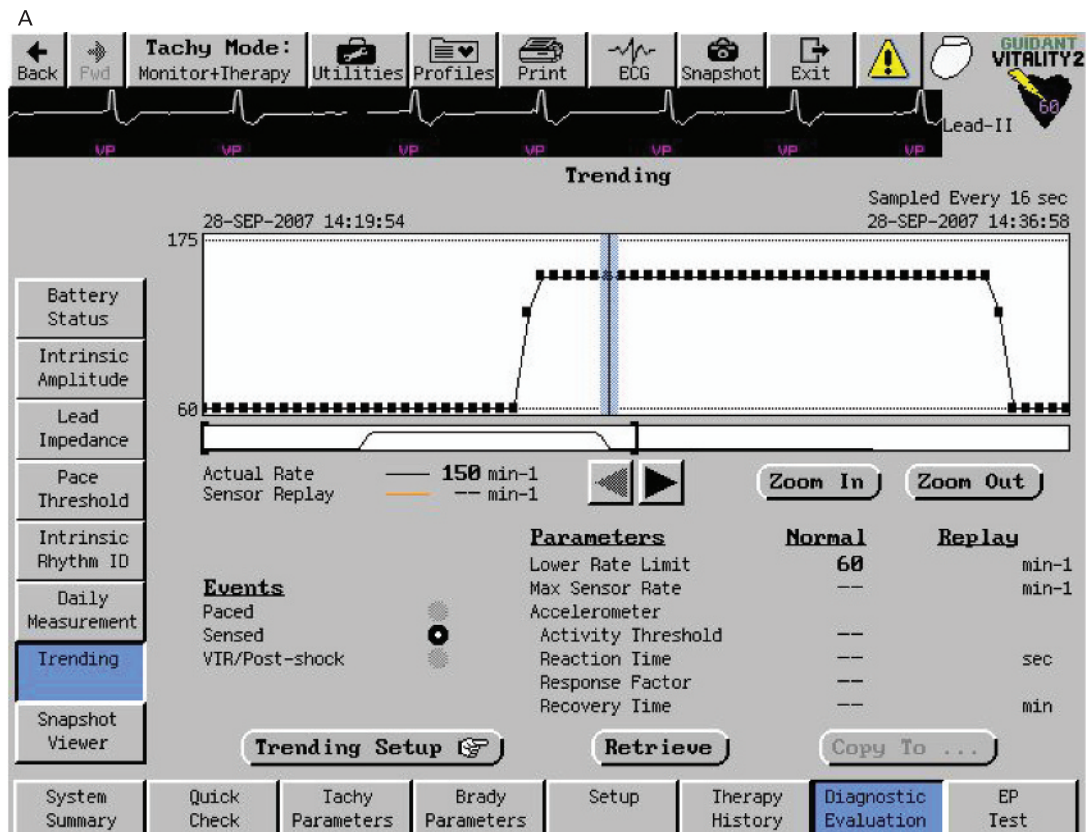 A
Back Fwd Tachy Mode: Monitor+Therapy Utilities Profiles Print ECG Snapshot Exit GUIDANT VITALITY2
60
Lead-II
VP VP VP VP VP VP VP
Trending
Sampled Every 16 sec
28-SEP-2007 14:19:54 28-SEP-2007 14:36:58
175
60
Battery Status
Intrinsic Amplitude
Lead Impedance
Pace Threshold
Intrinsic Rhythm ID
Daily Measurement
Trending
Snapshot Viewer
Actual Rate 150 min-1
Sensor Replay -- min-1
Zoom In Zoom Out
Events
Paced
Sensed
VTR/Post-shock
Parameters Normal Replay
Lower Rate Limit 60 min-1
Max Sensor Rate -- min-1
Accelerometer
Activity Threshold --
Reaction Time -- sec
Response Factor --
Recovery Time -- min
Trending Setup Retrieve Copy To ...
System Summary
Quick Check
Tachy Parameters
Brady Parameters
Setup
Therapy History
Diagnostic Evaluation
EP Test